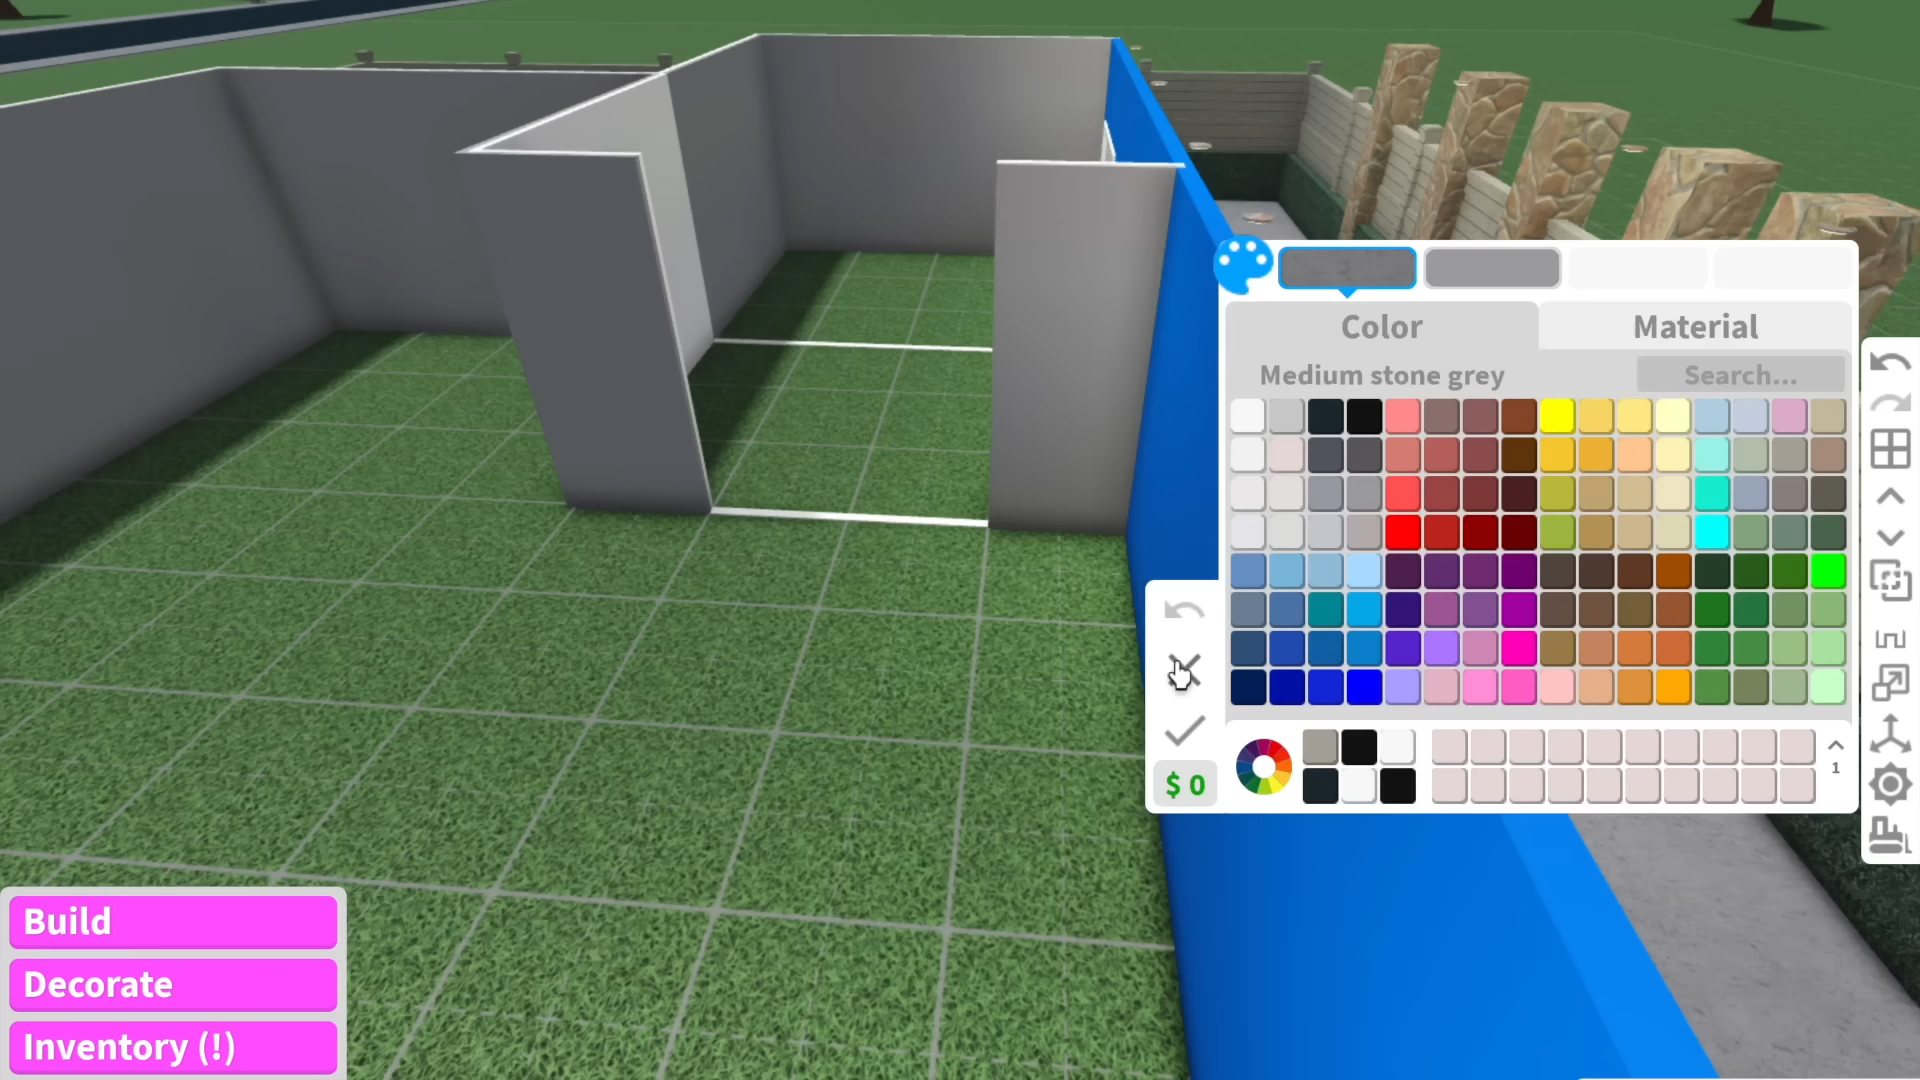 Color
Material
Medium stone grey
Search...
$ 0
1
Build
Decorate
Inventory (!)